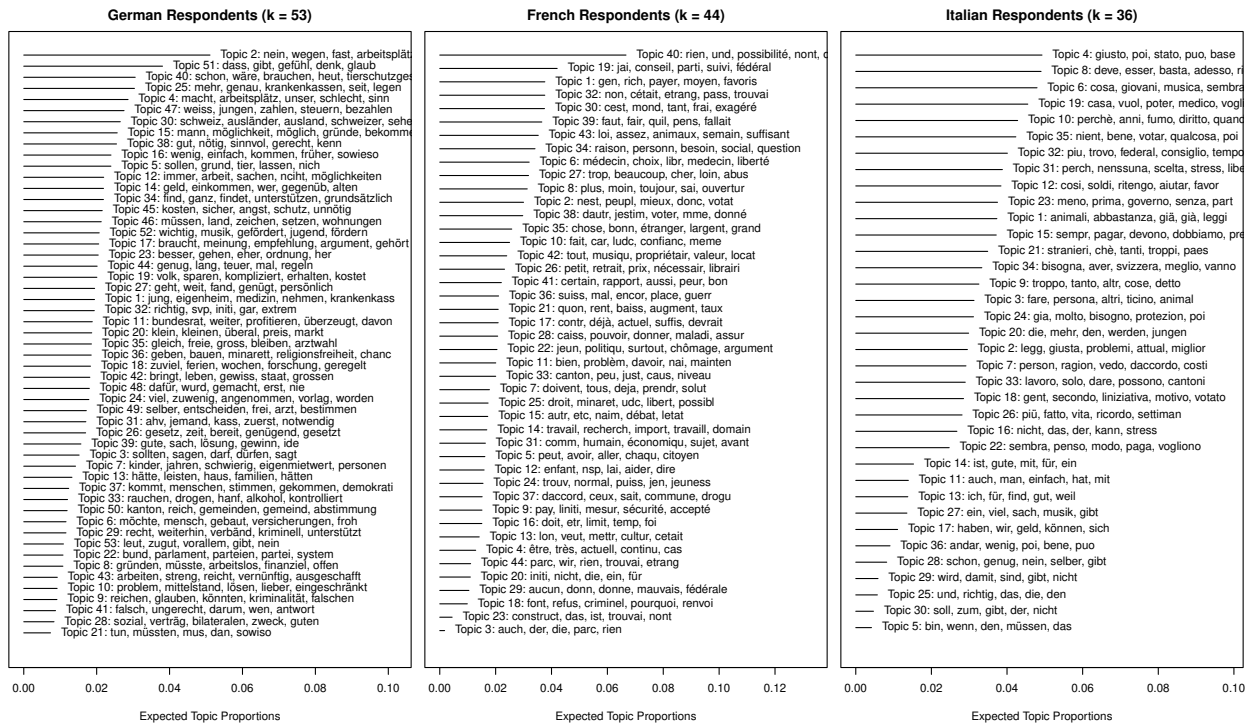 German Respondents (k = 53)
Topic 2: nein, wegen, fast, arbeitsplät
Topic 51: dass, gibt, gefühl, denk, glaub
Topic 40: schon, wäre, brauchen, heut, tierschutzges
Topic 25: mehr, genau, krankenkassen, seit, legen
Topic 4: macht, arbeitsplätz, unser, schlecht, sinn
Topic 47: weiss, jungen, zahlen, steuern, bezahlen
Topic 30: schweiz, ausländer, ausland, schweizer, sehe
Topic 15: mann, möglichkeit, möglich, gründe, bekomme
Topic 38: gut, nötig, sinnvol, gerecht, kenn
Topic 16: wenig, einfach, kommen, früher, sowieso
Topic 5: sollen, grund, tier, lassen, nich
Topic 12: immer, arbeit, sachen, nciht, möglichkeiten
Topic 14: geld, einkommen, wer, gegenüb, alten
Topic 34: find, ganz, findet, unterstützen, grundsätzlich
Topic 45: kosten, sicher, angst, schutz, unnötig
Topic 46: müssen, land, zeichen, setzen, wohnungen
Topic 52: wichtig, musik, gefördert, jugend, fördern
Topic 17: braucht, meinung, empfehlung, argument, gehört
Topic 23: besser, gehen, eher, ordnung, her
Topic 44: genug, lang, teuer, mal, regeln
Topic 19: volk, sparen, kompliziert, erhalten, kostet
Topic 27: geht, weit, fand, genügt, persönlich
Topic 1: jung, eigenheim, medizin, nehmen, krankenkass
Topic 32: richtig, svp, initi, gar, extrem
Topic 11: bundesrat, weiter, profitieren, überzeugt, davon
Topic 20: klein, kleinen, überal, preis, markt
Topic 35: gleich, freie, gross, bleiben, arztwahl
Topic 36: geben, bauen, minarett, religionsfreiheit, chanc
Topic 18: zuviel, ferien, wochen, forschung, geregelt
Topic 42: bringt, leben, gewiss, staat, grossen
Topic 48: dafür, wurd, gemacht, erst, nie
Topic 24: viel, zuwenig, angenommen, vorlag, worden
Topic 49: selber, entscheiden, frei, arzt, bestimmen
Topic 31: ahv, jemand, kass, zuerst, notwendig
Topic 26: gesetz, zeit, bereit, genügend, gesetzt
Topic 39: gute, sach, lösung, gewinn, ide
Topic 3: sollten, sagen, darf, dürfen, sagt
Topic 7: kinder, jahren, schwierig, eigenmietwert, personen
Topic 13: hätte, leisten, haus, familien, hätten
Topic 37: kommt, menschen, stimmen, gekommen, demokrati
Topic 33: rauchen, drogen, hanf, alkohol, kontrolliert
Topic 50: kanton, reich, gemeinden, gemeind, abstimmung
Topic 6: möchte, mensch, gebaut, versicherungen, froh
Topic 29: recht, weiterhin, verbänd, kriminell, unterstützt
Topic 53: leut, zugut, vorallem, gibt, nein
Topic 22: bund, parlament, parteien, partei, system
Topic 8: gründen, müsste, arbeitslos, finanziel, offen
Topic 43: arbeiten, streng, reicht, vernünftig, ausgeschafft
Topic 10: problem, mittelstand, lösen, lieber, eingeschränkt
Topic 9: reichen, glauben, könnten, kriminalität, falschen
Topic 41: falsch, ungerecht, darum, wen, antwort
Topic 28: sozial, verträg, bilateralen, zweck, guten
Topic 21: tun, müssten, mus, dan, sowiso
0.00 0.02 0.04 0.06 0.08 0.10
Expected Topic Proportions
French Respondents (k = 44)
Topic 40: rien, und, possibilité, nont, c
Topic 19: jai, conseil, parti, suivi, fédéral
Topic 1: gen, rich, payer, moyen, favoris
Topic 32: non, cétait, etrang, pass, trouvai
Topic 30: cest, mond, tant, frai, exagéré
Topic 39: faut, fair, quil, pens, fallait
Topic 43: loi, assez, animaux, semain, suffisant
Topic 34: raison, personn, besoin, social, question
Topic 6: médecin, choix, libr, medecin, liberté
Topic 27: trop, beaucoup, cher, loin, abus
Topic 8: plus, moin, toujour, sai, ouvertur
Topic 2: nest, peupl, mieux, donc, votat
Topic 38: dautr, jestim, voter, mme, donné
Topic 35: chose, bonn, étranger, largent, grand
Topic 10: fait, car, ludc, confianc, meme
Topic 42: tout, musiqu, propriétair, valeur, locat
Topic 26: petit, retrait, prix, nécessair, librairi
Topic 41: certain, rapport, aussi, peur, bon
Topic 36: suiss, mal, encor, place, guerr
Topic 21: quon, rent, baiss, augment, taux
Topic 17: contr, déjà, actuel, suffis, devrait
Topic 28: caiss, pouvoir, donner, maladi, assur
Topic 22: jeun, politiqu, surtout, chômage, argument
Topic 11: bien, problèm, davoir, nai, mainten
Topic 33: canton, peu, just, caus, niveau
Topic 7: doivent, tous, deja, prendr, solut
Topic 25: droit, minaret, udc, libert, possibl
Topic 15: autr, etc, naim, débat, letat
Topic 14: travail, recherch, import, travaill, domain
Topic 31: comm, humain, économiqu, sujet, avant
Topic 5: peut, avoir, aller, chaqu, citoyen
Topic 12: enfant, nsp, lai, aider, dire
Topic 24: trouv, normal, puiss, jen, jeuness
Topic 37: daccord, ceux, sait, commune, drogu
Topic 9: pay, liniti, mesur, sécurité, accepté
Topic 16: doit, etr, limit, temp, foi
Topic 13: lon, veut, mettr, cultur, cetait
Topic 4: être, très, actuell, continu, cas
Topic 44: parc, wir, rien, trouvai, etrang
Topic 20: initi, nicht, die, ein, für
Topic 29: aucun, donn, donne, mauvais, fédérale
Topic 18: font, refus, criminel, pourquoi, renvoi
Topic 23: construct, das, ist, trouvai, nont
Topic 3: auch, der, die, parc, rien
0.00 0.02 0.04 0.06 0.08 0.10 0.12
Expected Topic Proportions
Italian Respondents (k = 36)
Topic 4: giusto, poi, stato, puo, base
Topic 8: deve, esser, basta, adesso, ri
Topic 6: cosa, giovani, musica, sembra
Topic 19: casa, vuol, poter, medico, vogl
Topic 10: perchè, anni, fumo, diritto, quand
Topic 35: nient, bene, votar, qualcosa, poi
Topic 32: piu, trovo, federal, consiglio, tempo
Topic 31: perch, nenssuna, scelta, stress, libe
Topic 12: cosi, soldi, ritengo, aiutar, favor
Topic 23: meno, prima, governo, senza, part
Topic 1: animali, abbastanza, già, già, leggi
Topic 15: sempr, pagar, devono, dobbiamo, pre
Topic 21: stranieri, chè, tanti, troppi, paes
Topic 34: bisogna, aver, svizzera, meglio, vanno
Topic 9: troppo, tanto, altr, cose, detto
Topic 3: fare, persona, altri, ticino, animal
Topic 24: gia, molto, bisogno, protezion, poi
Topic 20: die, mehr, den, werden, jungen
Topic 2: legg, giusta, problemi, attual, miglior
Topic 7: person, ragion, vedo, daccordo, costi
Topic 33: lavoro, solo, dare, possono, cantoni
Topic 18: gent, secondo, liniziativa, motivo, votato
Topic 26: più, fatto, vita, ricordo, settiman
Topic 16: nicht, das, der, kann, stress
Topic 22: sembra, penso, modo, paga, vogliono
Topic 14: ist, gute, mit, für, ein
Topic 11: auch, man, einfach, hat, mit
Topic 13: ich, für, find, gut, weil
Topic 27: ein, viel, sach, musik, gibt
Topic 17: haben, wir, geld, können, sich
Topic 36: andar, wenig, poi, bene, puo
Topic 28: schon, genug, nein, selber, gibt
Topic 29: wird, damit, sind, gibt, nicht
Topic 25: und, richtig, das, die, den
Topic 30: soll, zum, gibt, der, nicht
Topic 5: bin, wenn, den, müssen, das
0.00 0.02 0.04 0.06 0.08 0.10
Expected Topic Proportions